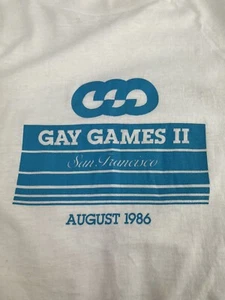 GAY GAMES II
San Francisco
AUGUST 1986